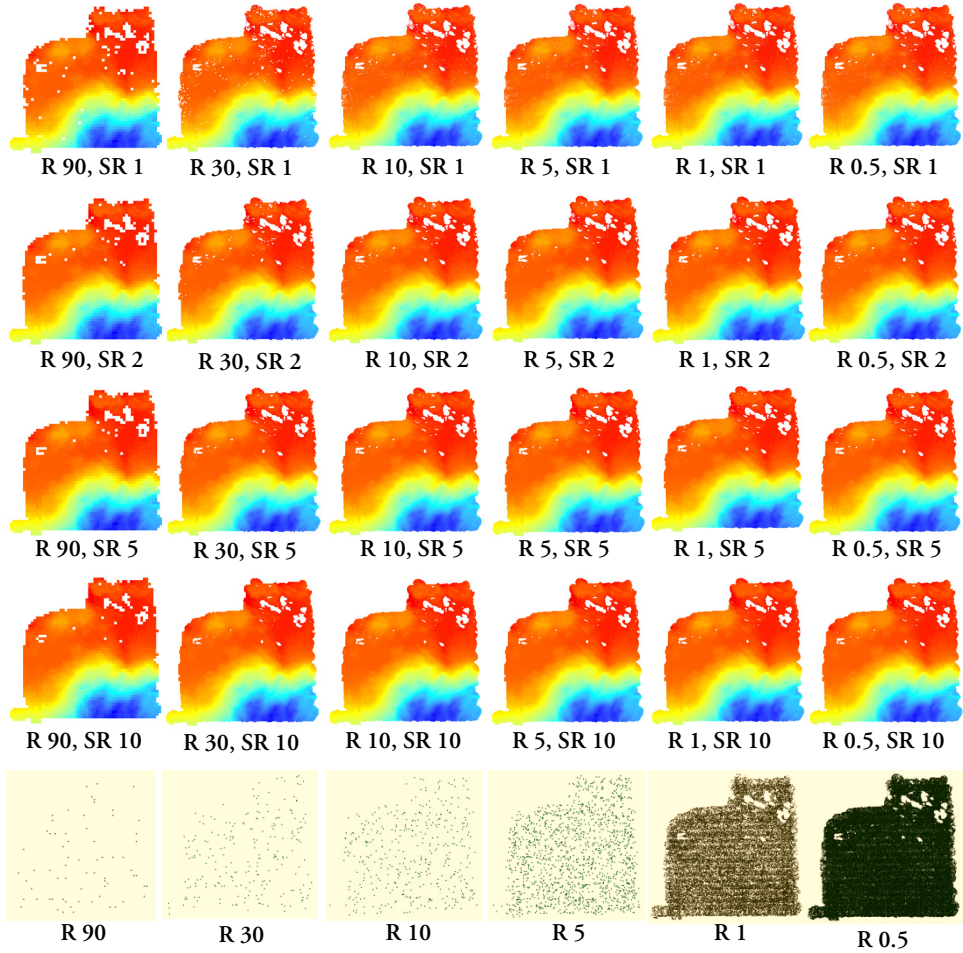 R 90, SR 1 R 30, SR 1 R 10, SR 1 R 5, SR 1 R 1, SR 1 R 0.5, SR 1
R 90, SR 2 R 30, SR 2 R 10, SR 2 R 5, SR 2 R 1, SR 2 R 0.5, SR 2
R 90, SR 5 R 30, SR 5 R 10, SR 5 R 5, SR 5 R 1, SR 5 R 0.5, SR 5
R 90, SR 10 R 30, SR 10 R 10, SR 10 R 5, SR 10 R 1, SR 10 R 0.5, SR 10
R 90 R 30 R 10 R 5 R 1 R 0.5